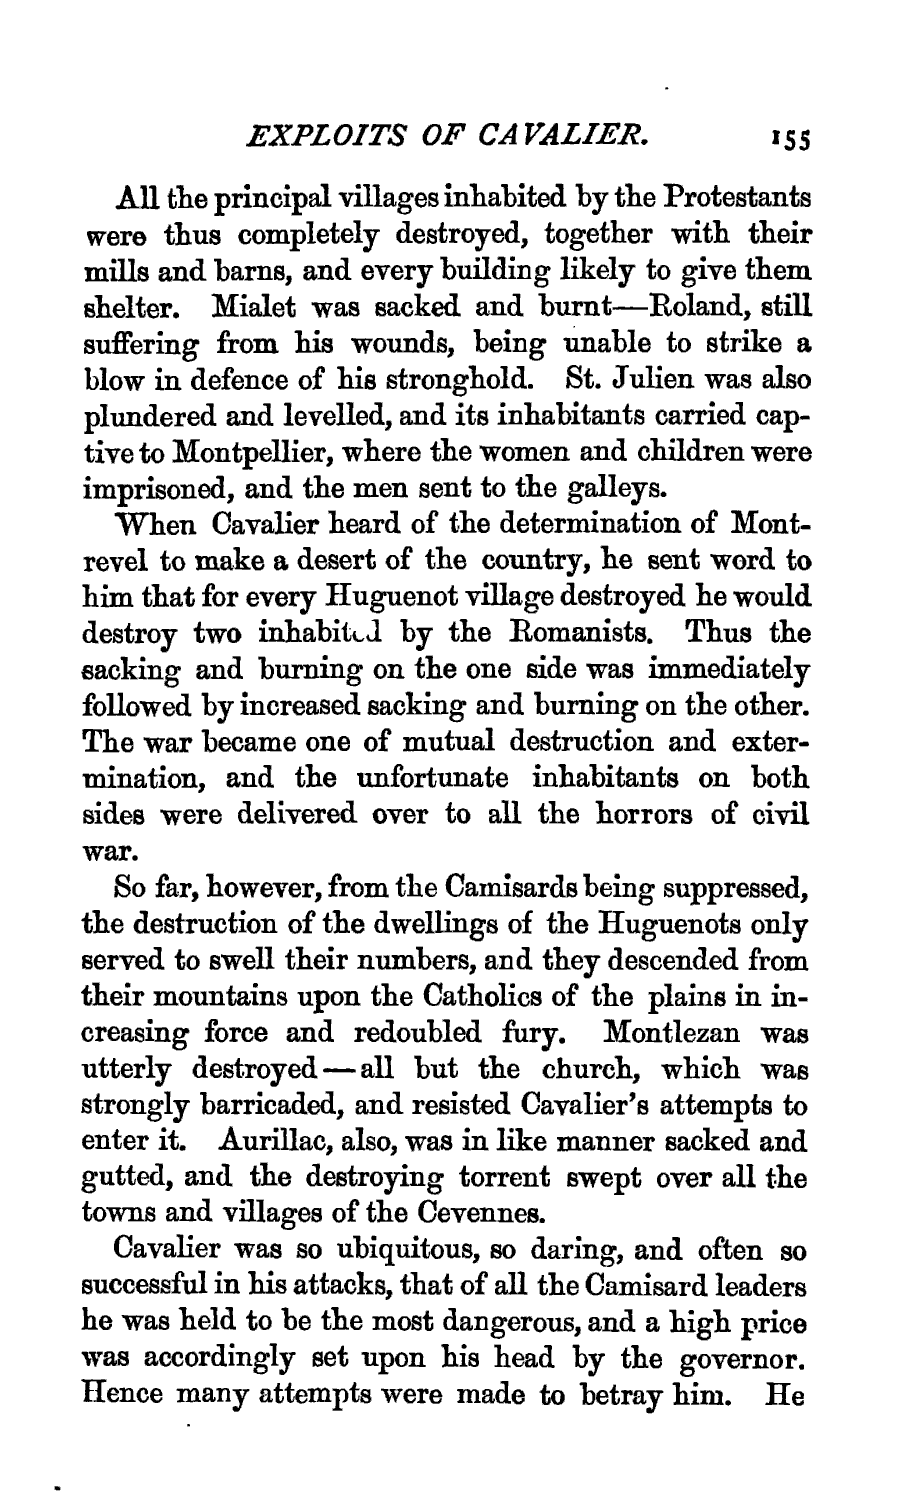 EXPLOITS OF CAVALIER. 155
All the principal villages inhabited by the Protestants
were thus completely destroyed, together with their
mills and barns, and every building likely to give them
shelter. Mialet was sacked and burnt—Roland, still
suffering from his wounds, being unable to strike a
blow in defence of his stronghold. St. Julien was also
plundered and levelled, and its inhabitants carried cap-
tive to Montpellier, where the women and children were
imprisoned, and the men sent to the galleys.
When Cavalier heard of the determination of Mont-
revel to make a desert of the country, he sent word to
him that for every Huguenot village destroyed he would
destroy two inhabited by the Romanists. Thus the
sacking and burning on the one side was immediately
followed by increased sacking and burning on the other.
The war became one of mutual destruction and exter-
mination, and the unfortunate inhabitants on both
sides were delivered over to all the horrors of civil
war.
So far, however, from the Camisards being suppressed,
the destruction of the dwellings of the Huguenots only
served to swell their numbers, and they descended from
their mountains upon the Catholics of the plains in in-
creasing force and redoubled fury. Montlezan was
utterly destroyed—all but the church, which was
strongly barricaded, and resisted Cavalier's attempts to
enter it. Aurillac, also, was in like manner sacked and
gutted, and the destroying torrent swept over all the
towns and villages of the Cevennes.
Cavalier was so ubiquitous, so daring, and often so
successful in his attacks, that of all the Camisard leaders
he was held to be the most dangerous, and a high price
was accordingly set upon his head by the governor.
Hence many attempts were made to betray him. He